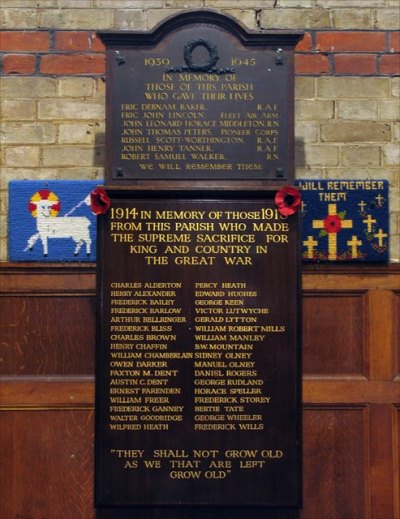 1939 1945
IN MEMORY OF
THOSE OF THIS PARISH
WHO GAVE THEIR LIVES
ERIC DEBNAM BAKER. R.A.F.
ERIC JOHN LINCOLN. FLEET AIR ARM
JOHN LEONARD HORACE MIDDLETON. R.N
JOHN THOMAS PETERS. PIONEER CORPS
RUSSELL SCOTT-WORTHINGTON. R.A.F
JOHN HENRY TANNER. R.A.F
ROBERT SAMUEL WALKER. R.N
WE WILL REMEMBER THEM
WILL REMEMBER
THEM
1914 IN MEMORY OF THOSE 191
FROM THIS PARISH WHO MADE
THE SUPREME SACRIFICE FOR
KING AND COUNTRY IN
THE GREAT WAR
CHARLES ALDERTON
HENRY ALEXANDER
FREDERICK BAILEY
FREDERICK BARLOW
ARTHUR BELLRINGER
FREDERICK BLISS
CHARLES BROWN
HENRY CHAFFIN
WILLIAM CHAMBERLAIN
OWEN DARKER
PAXTON M. DENT
AUSTIN C. DENT
ERNEST FARENDEN
WILLIAM FREER
FREDERICK GANNEY
WALTER GOODRIDGE
WILFRED HEATH
PERCY HEATH
EDWARD HUGHES
GEORGE KEEN
VICTOR LUTWYCHE
GERALD LYTTON
WILLIAM ROBERT MILLS
WILLIAM MANLEY
B.W. MOUNTAIN
SIDNEY OLNEY
MANUEL OLNEY
DANIEL ROGERS
GEORGE RUDLAND
HORACE SPELLER
FREDERICK STOREY
BERTIE TATE
GEORGE WHEELER
FREDERICK WILLS
"THEY SHALL NOT GROW OLD
AS WE THAT ARE LEFT
GROW OLD"